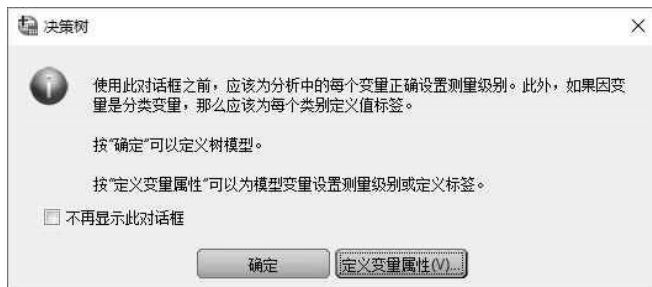 决策树
使用此对话框之前，应该为分析中的每个变量正确设置测量级别。此外，如果因变
量是分类变量，那么应该为每个类别定义值标签。
按“确定”可以定义树模型。
按“定义变量属性”可以为模型变量设置测量级别或定义标签。
不再显示此对话框
确定
定义变量属性(V)...